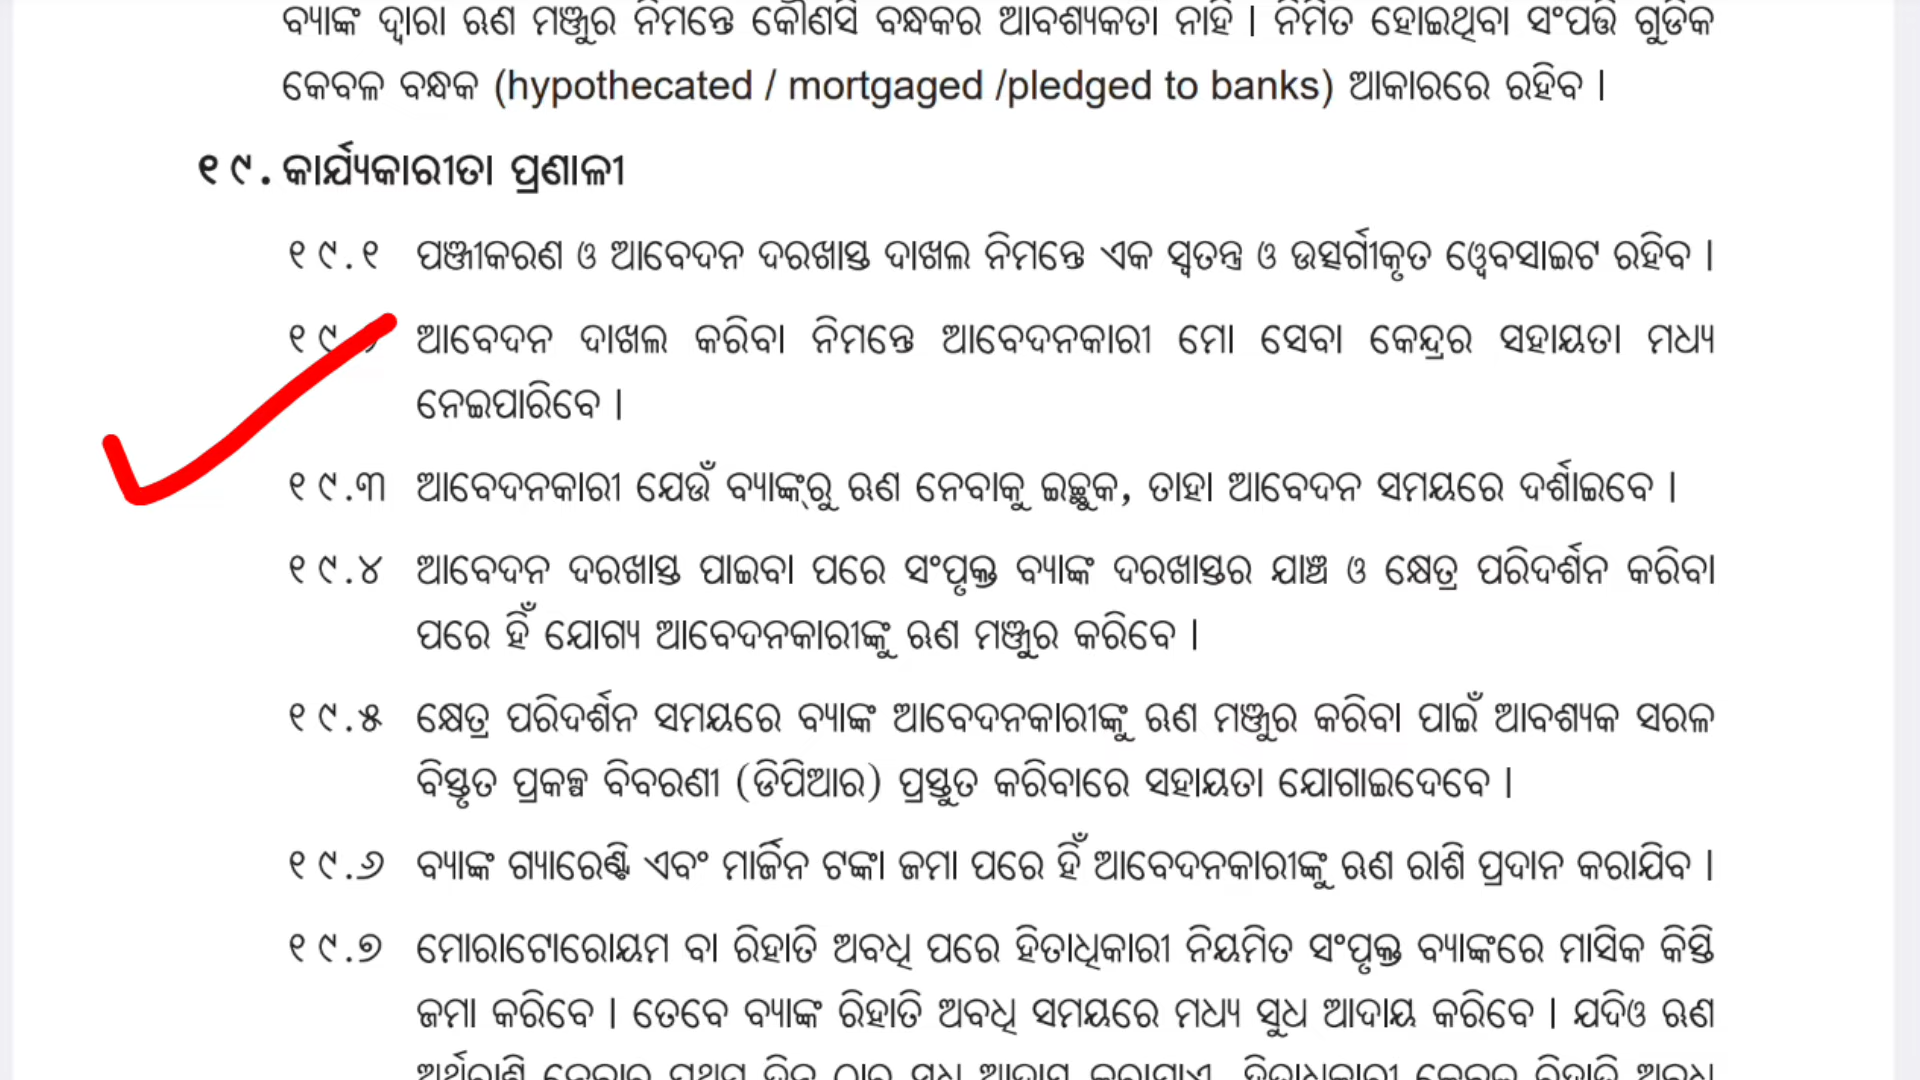 ବ୍ୟାଙ୍କ ଦ୍ୱାରା ଋଣ ମଞ୍ଜୁର ନିମନ୍ତେ କୌଣସି ବନ୍ଧକର ଆବଶ୍ୟକତା ନାହିଁ । ନିମିତ ହୋଇଥିବା ସଂପତ୍ତି ଗୁଡିକ
କେବଳ ବନ୍ଧକ (hypothecated / mortgaged /pledged to banks) ଆକାରରେ ରହିବ ।
୧୯. କାର୍ଯ୍ୟକାରୀତା ପ୍ରଣାଳୀ
୧୯.୧ ପଞ୍ଜୀକରଣ ଓ ଆବେଦନ ଦରଖାସ୍ତ ଦାଖଲ ନିମନ୍ତେ ଏକ ସ୍ୱତନ୍ତ୍ର ଓ ଉତ୍ସର୍ଗୀକୃତ ୱେବସାଇଟ ରହିବ ।
ଆବେଦନ ଦାଖଲ କରିବା ନିମନ୍ତେ ଆବେଦନକାରୀ ମୋ ସେବା କେନ୍ଦ୍ରର ସହାୟତା ମଧ୍ୟ
ନେଇପାରିବେ ।
୧୯.୩ ଆବେଦନକାରୀ ଯେଉଁ ବ୍ୟାଙ୍କ୍‌ରୁ ଋଣ ନେବାକୁ ଇଚ୍ଛୁକ, ତାହା ଆବେଦନ ସମୟରେ ଦର୍ଶାଇବେ ।
୧୯.୪ ଆବେଦନ ଦରଖାସ୍ତ ପାଇବା ପରେ ସଂପୃକ୍ତ ବ୍ୟାଙ୍କ ଦରଖାସ୍ତର ଯାଞ୍ଚ ଓ କ୍ଷେତ୍ର ପରିଦର୍ଶନ କରିବା
ପରେ ହିଁ ଯୋଗ୍ୟ ଆବେଦନକାରୀଙ୍କୁ ଋଣ ମଞ୍ଜୁର କରିବେ ।
୧୯.୫ କ୍ଷେତ୍ର ପରିଦର୍ଶନ ସମୟରେ ବ୍ୟାଙ୍କ ଆବେଦନକାରୀଙ୍କୁ ଋଣ ମଞ୍ଜୁର କରିବା ପାଇଁ ଆବଶ୍ୟକ ସରଳ
ବିସ୍ତୃତ ପ୍ରକଳ୍ପ ବିବରଣୀ (ଡିପିଆର) ପ୍ରସ୍ତୁତ କରିବାରେ ସହାୟତା ଯୋଗାଇଦେବେ ।
୧୯.୬ ବ୍ୟାଙ୍କ ଗ୍ୟାରେଣ୍ଟି ଏବଂ ମାର୍ଜିନ ଟଙ୍କା ଜମା ପରେ ହିଁ ଆବେଦନକାରୀଙ୍କୁ ଋଣ ରାଶି ପ୍ରଦାନ କରାଯିବ ।
୧୯.୭ ମୋରାଟୋରୋୟମ ବା ରିହାତି ଅବଧି ପରେ ହିତାଧିକାରୀ ନିୟମିତ ସଂପୃକ୍ତ ବ୍ୟାଙ୍କରେ ମାସିକ କିସ୍ତି
ଜମା କରିବେ । ତେବେ ବ୍ୟାଙ୍କ ରିହାତି ଅବଧି ସମୟରେ ମଧ୍ୟ ସୁଧ ଆଦାୟ କରିବେ । ଯଦିଓ ଋଣ